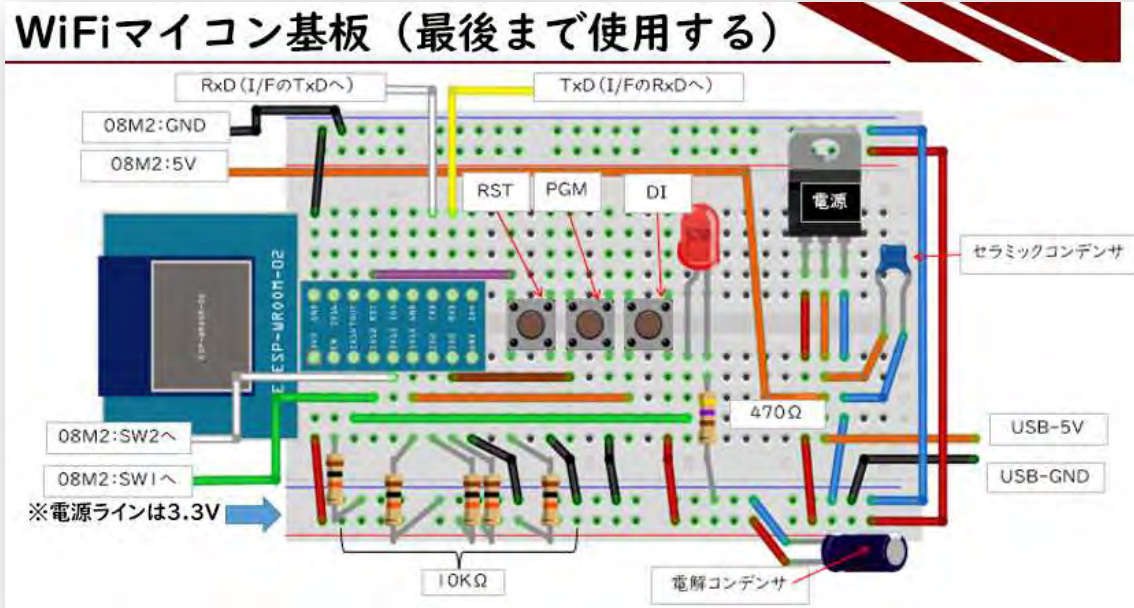 WiFiマイコン基板（最後まで使用する）
RxD(I/FのTxDへ)
TxD(I/FのRxDへ)
08M2:GND
08M2:5V
RST
PGM
DI
電源
セラミックコンデンサ
ESP-WROOM-02
470Ω
08M2:SW2へ
08M2:SW1へ
USB-5V
USB-GND
※電源ラインは3.3V
10KΩ
電解コンデンサ